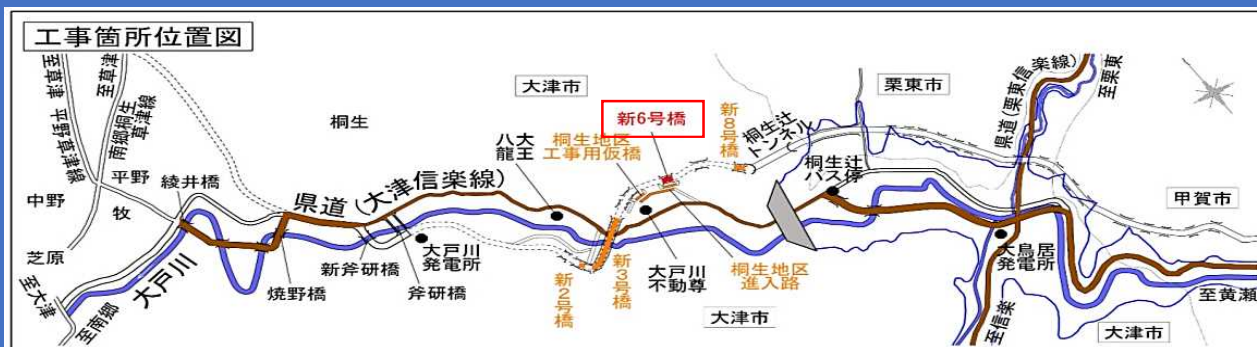 工事箇所位置図
至草津 平野草津線
至草津
南郷桐生草津線
大津市
栗東市
県道(栗東信楽線)
至栗東
桐生
八大龍王
桐生地区
工事用仮橋
新6号橋
新8号橋
桐生辻
トンネル
桐生辻
バス停
甲賀市
中野
平野
牧
綾井橋
県道(大津信楽線)
芝原
至大津
大戸川
至南郷
焼野橋
新斧研橋
斧研橋
大戸川
発電所
新2号橋
新3号橋
大戸川
不動尊
桐生地区
進入路
大鳥居
発電所
至信楽
至黄瀬
大津市
大津市